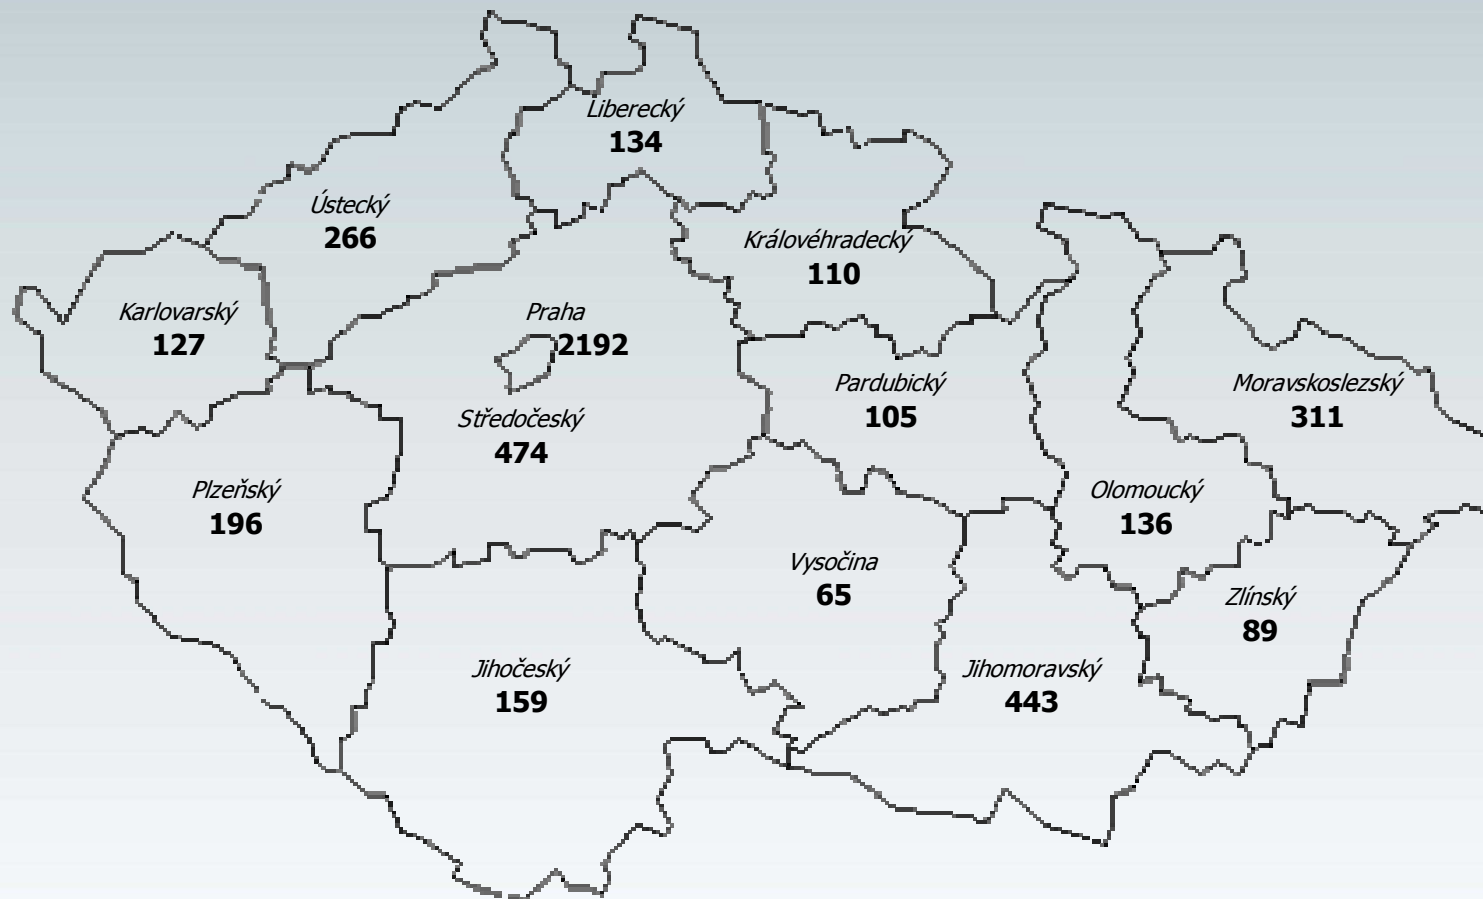 Liberecký
134
Ústecký
266
Královéhradecký
110
Karlovarský
127
Praha
2192
Pardubický
105
Moravskoslezský
311
Středočeský
474
Plzeňský
196
Olomoucký
136
Vysočina
65
Zlínský
89
Jihočeský
159
Jihomoravský
443